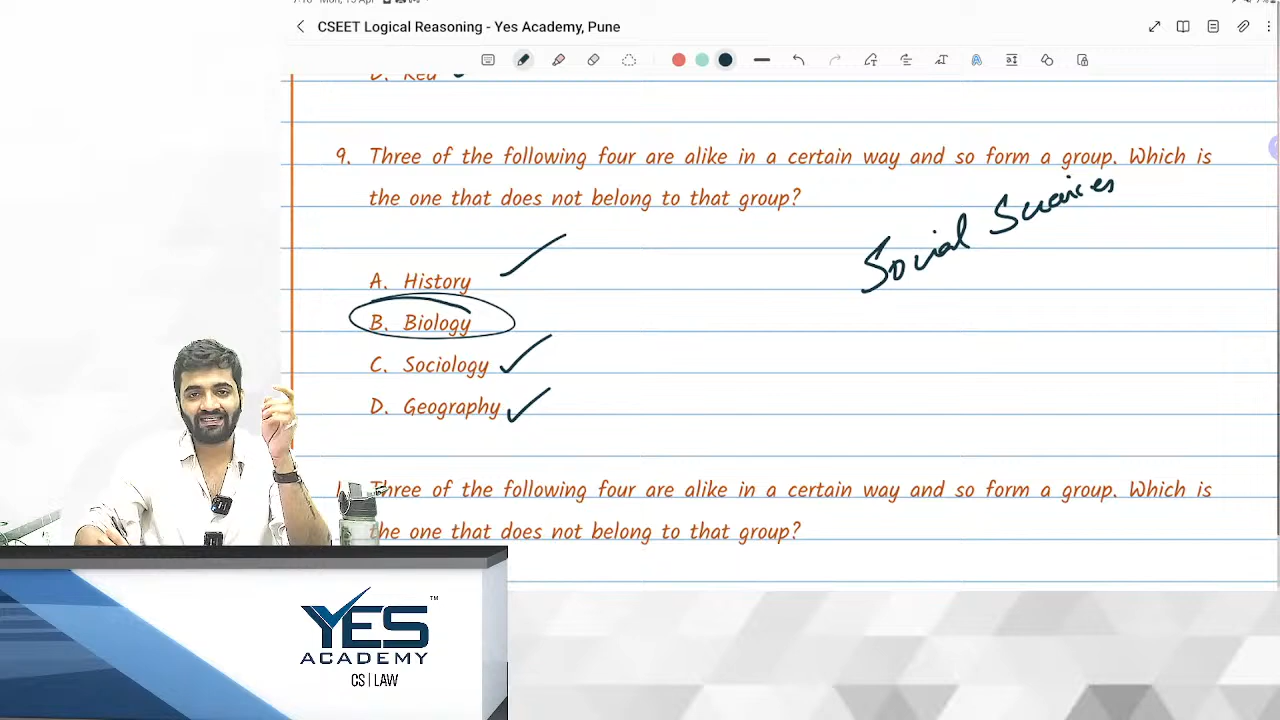 CSEET Logical Reasoning - Yes Academy, Pune
D. Red
9. Three of the following four are alike in a certain way and so form a group. Which is
the one that does not belong to that group?
Social Sciences
A. History
B. Biology
C. Sociology
D. Geography
Three of the following four are alike in a certain way and so form a group. Which is
the one that does not belong to that group?
YES
TM
ACADEMY
CS | LAW